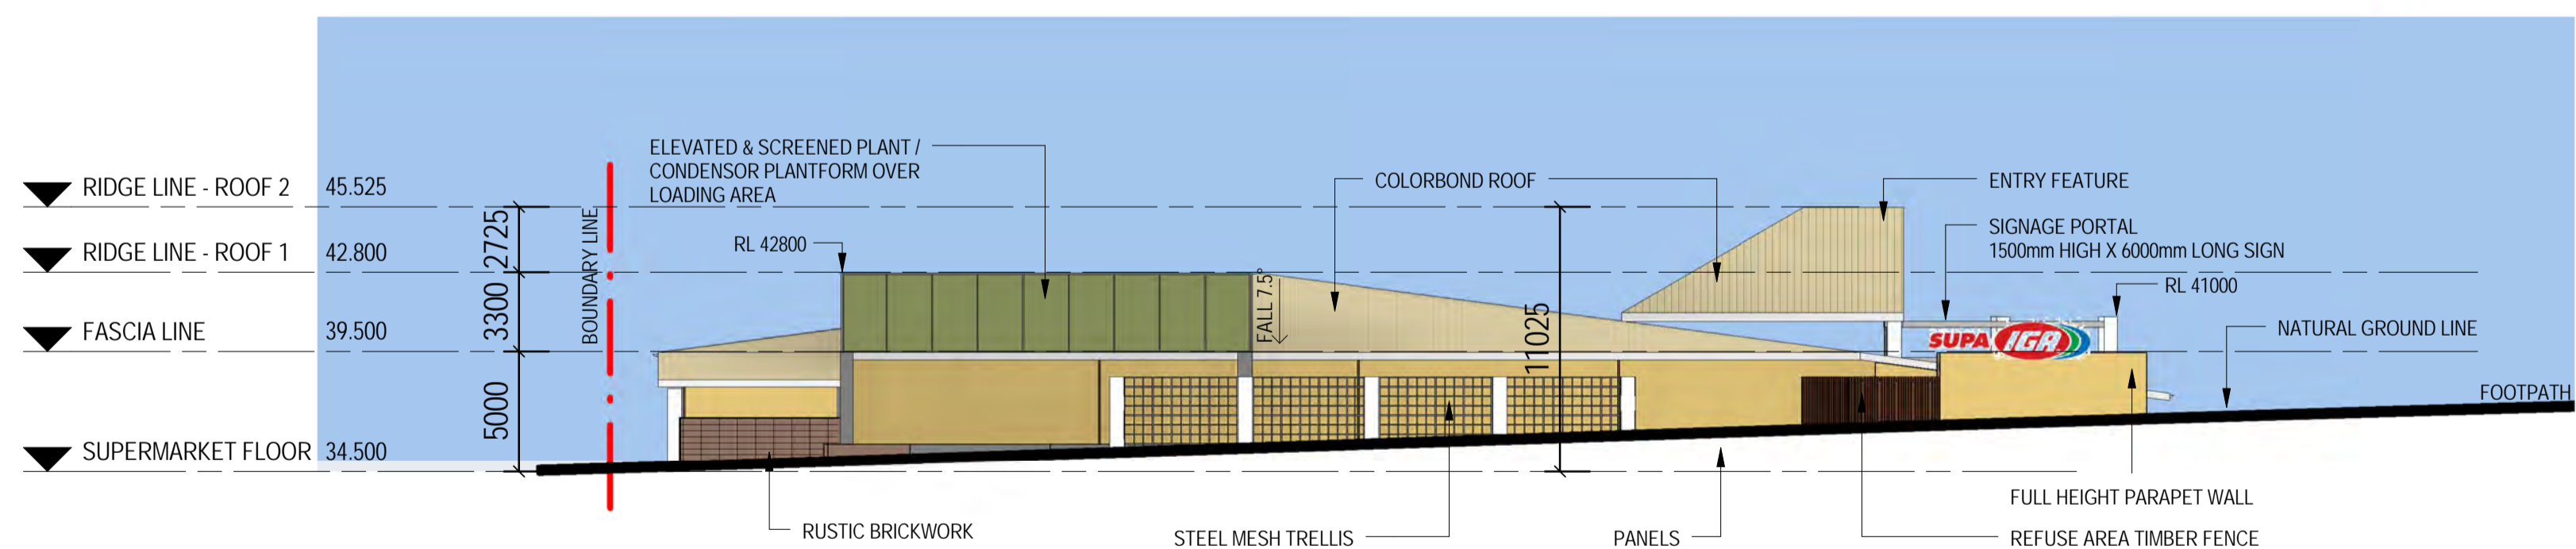 ELEVATED & SCREENED PLANT /
CONDENSOR PLANTFORM OVER
LOADING AREA
RIDGE LINE - ROOF 2 45.525
COLORBOND ROOF
ENTRY FEATURE
SIGNAGE PORTAL
1500mm HIGH X 6000mm LONG SIGN
RIDGE LINE - ROOF 1 42.800
2725
BOUNDARY LINE
RL 42800
RL 41000
FASCIA LINE 39.500
3300
FALL 7.5°
11025
SUPA IGA
NATURAL GROUND LINE
FOOTPATH
5000
SUPERMARKET FLOOR 34.500
FULL HEIGHT PARAPET WALL
RUSTIC BRICKWORK
STEEL MESH TRELLIS
PANELS
REFUSE AREA TIMBER FENCE